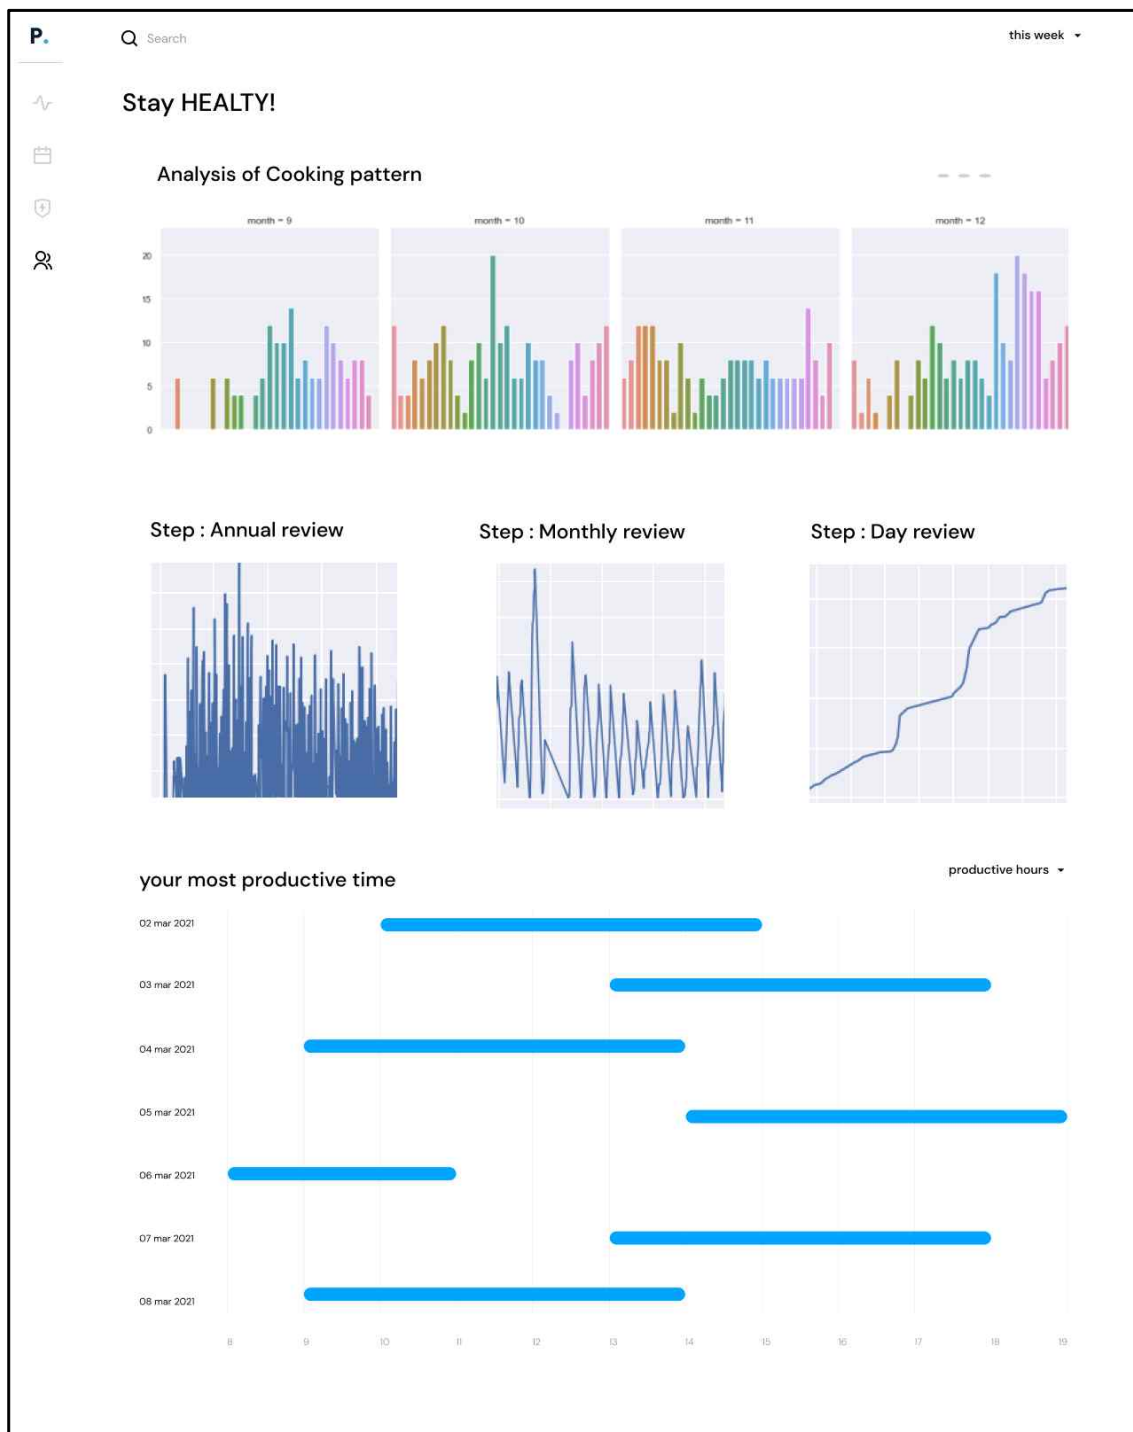 P.
Search
this week
Stay HEALTY!
Analysis of Cooking pattern
month = 9
month = 10
month = 11
month = 12
20
15
10
5
0
Step : Annual review
Step : Monthly review
Step : Day review
your most productive time
productive hours
02 mar 2021
03 mar 2021
04 mar 2021
05 mar 2021
06 mar 2021
07 mar 2021
08 mar 2021
8 9 10 11 12 13 14 15 16 17 18 19